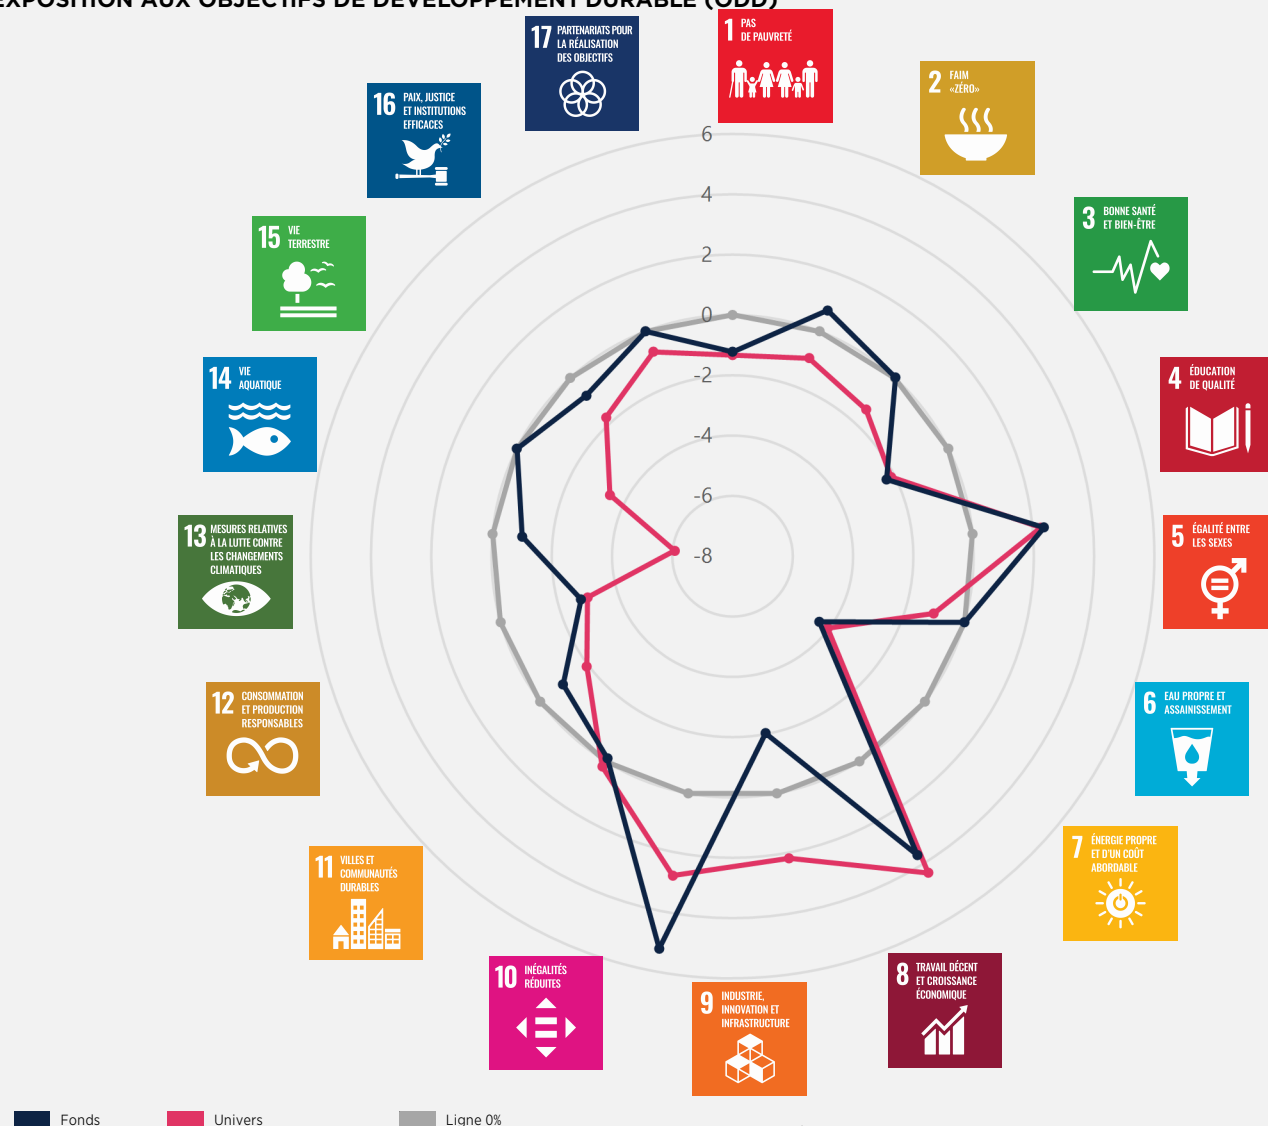 EXPOSITION AUX OBJECTIFS DE DÉVELOPPEMENT DURABLE (ODD)
1 PAS
DE PAUVRETÉ
2 FAIM
«ZÉRO»
3 BONNE SANTÉ
ET BIEN-ÊTRE
4 ÉDUCATION
DE QUALITÉ
5 ÉGALITÉ ENTRE
LES SEXES
6 EAU PROPRE ET
ASSAINISSEMENT
7 ÉNERGIE PROPRE
ET D'UN COÛT
ABORDABLE
8 TRAVAIL DÉCENT
ET CROISSANCE
ÉCONOMIQUE
9 INDUSTRIE,
INNOVATION ET
INFRASTRUCTURE
10 INÉGALITÉS
RÉDUITES
11 VILLES ET
COMMUNAUTÉS
DURABLES
12 CONSOMMATION
ET PRODUCTION
RESPONSABLES
13 MESURES RELATIVES
À LA LUTTE CONTRE
LES CHANGEMENTS
CLIMATIQUES
14 VIE
AQUATIQUE
15 VIE
TERRESTRE
16 PAIX, JUSTICE
ET INSTITUTIONS
EFFICACES
17 PARTENARIATS POUR
LA RÉALISATION
DES OBJECTIFS
6
4
2
0
-2
-4
-6
-8
Fonds
Univers
Ligne 0%